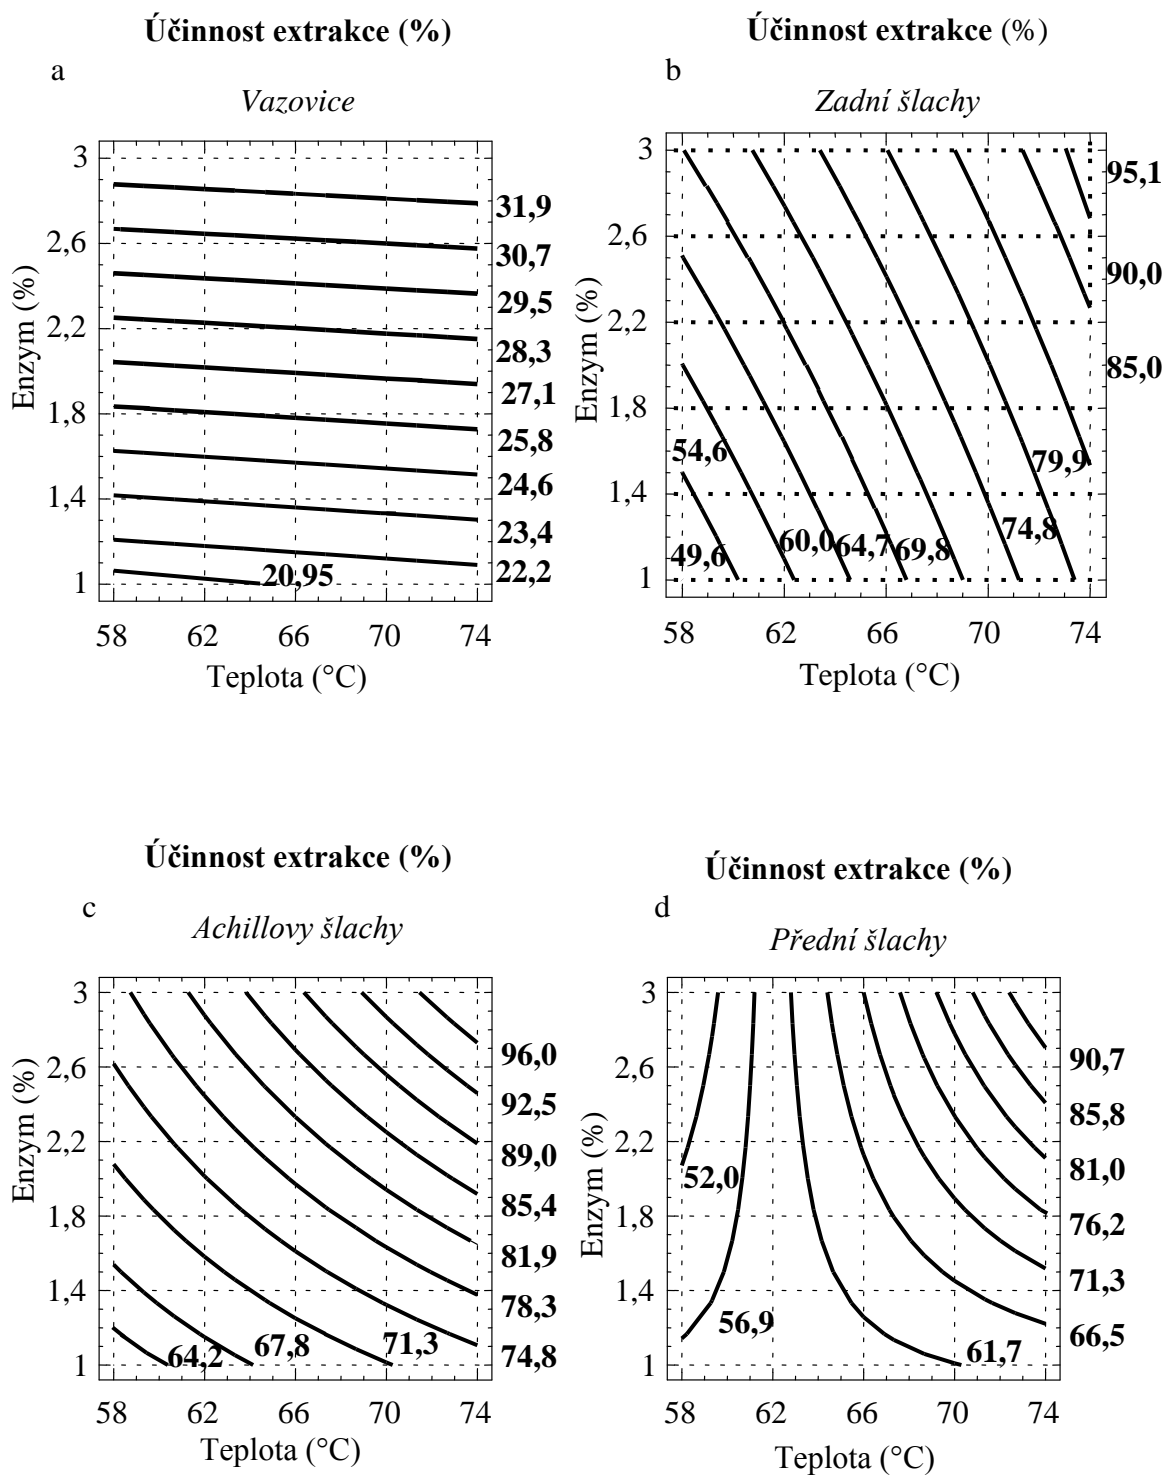 Účinnost extrakce (%)
a
Vazovice
3
2,6
2,2
1,8
1,4
1
Enzym (%)
31,9
30,7
29,5
28,3
27,1
25,8
24,6
23,4
22,2
20,95
58 62 66 70 74
Teplota (°C)
Účinnost extrakce (%)
b
Zadní šlachy
3
2,6
2,2
1,8
1,4
1
Enzym (%)
95,1
90,0
85,0
79,9
74,8
69,8
64,7
60,0
54,6
49,6
58 62 66 70 74
Teplota (°C)
Účinnost extrakce (%)
c
Achillovy šlachy
3
2,6
2,2
1,8
1,4
1
Enzym (%)
96,0
92,5
89,0
85,4
81,9
78,3
74,8
71,3
67,8
64,2
58 62 66 70 74
Teplota (°C)
Účinnost extrakce (%)
d
Přední šlachy
3
2,6
2,2
1,8
1,4
1
Enzym (%)
90,7
85,8
81,0
76,2
71,3
66,5
61,7
56,9
52,0
58 62 66 70 74
Teplota (°C)